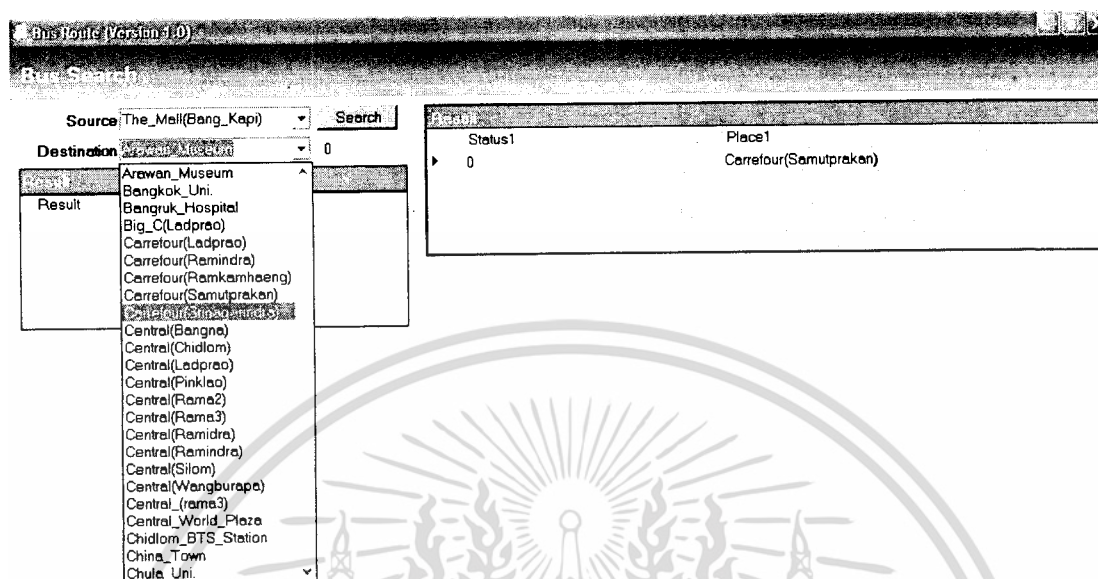 Bus Route (Version 1.0)
Bus Search
Source The_Mall(Bang_Kapi) Search
Destination Arawan_Museum 0
Result
Result
Arawan_Museum
Bangkok_Uni.
Bangruk_Hospital
Big_C(Ladprao)
Carrefour(Ladprao)
Carrefour(Ramindra)
Carrefour(Ramkamhaeng)
Carrefour(Samutprakan)
Central(Bangna)
Central(Chidlom)
Central(Ladprao)
Central(Pinklao)
Central(Rama2)
Central(Rama3)
Central(Ramidra)
Central(Ramindra)
Central(Silom)
Central(Wangburapa)
Central_(rama3)
Central_World_Plaza
Chidlom_BTS_Station
China_Town
Chula_Uni.
Result
Status1 Place1
0 Carrefour(Samutprakan)